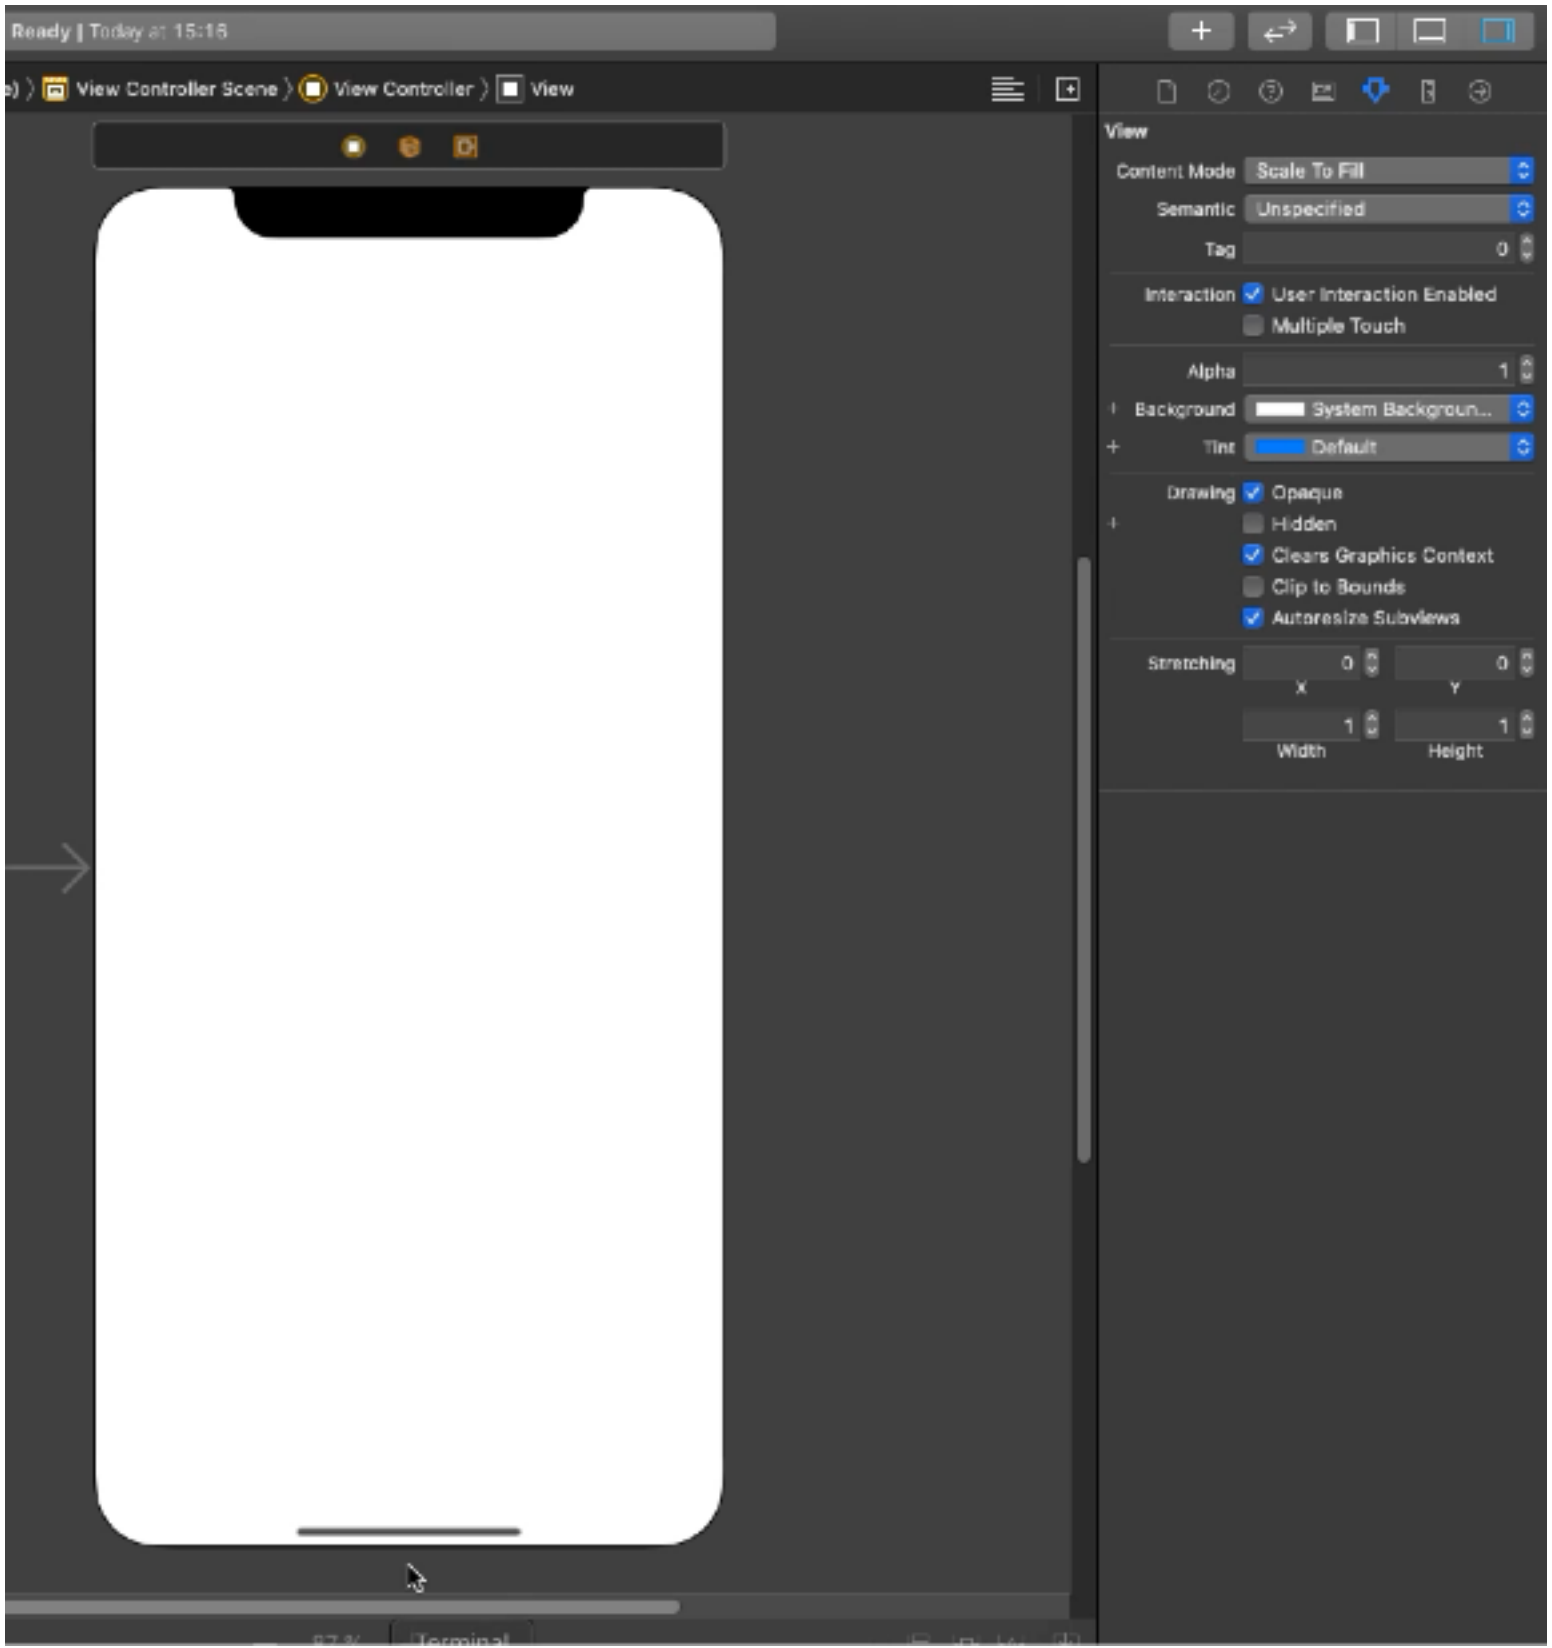 Ready | Today at 15:16
e) 〉 View Controller Scene 〉 View Controller 〉 View
View
Content Mode Scale To Fill
Semantic Unspecified
Tag 0
Interaction User Interaction Enabled
Multiple Touch
Alpha 1
+ Background System Backgroun...
+ Tint Default
Drawing Opaque
+ Hidden
Clears Graphics Context
Clip to Bounds
Autoresize Subviews
Stretching 0 0
X Y
1 1
Width Height
Terminal